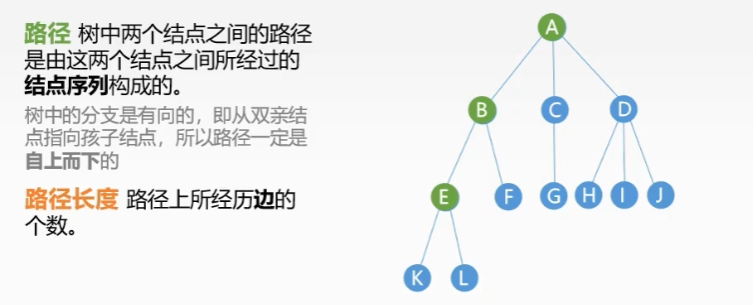 路径 树中两个结点之间的路径
是由这两个结点之间所经过的
结点序列构成的。
树中的分支是有向的，即从双亲结
点指向孩子结点，所以路径一定是
自上而下的
路径长度 路径上所经历边的
个数。
A
B C D
E F G H I J
K L